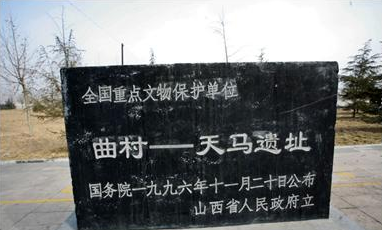 全国重点文物保护单位
曲村——天马遗址
国务院一九九六年十一月二十日公布
山西省人民政府立